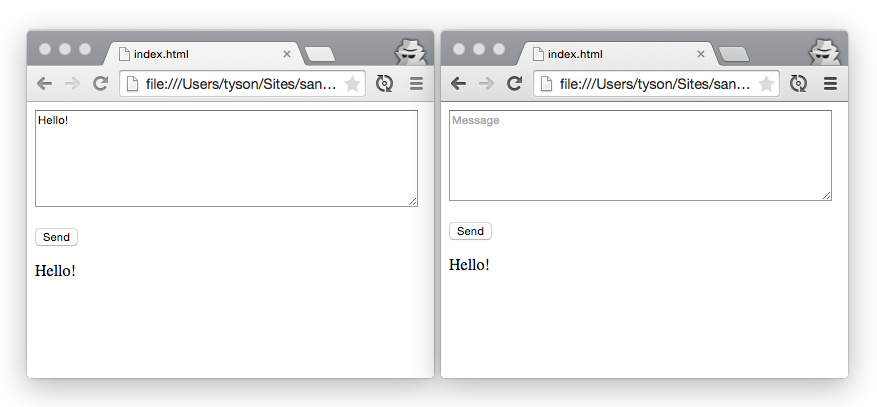 index.html
file:///Users/tyson/Sites/san…
Hello!
Send
Hello!
index.html
file:///Users/tyson/Sites/san…
Message
Send
Hello!